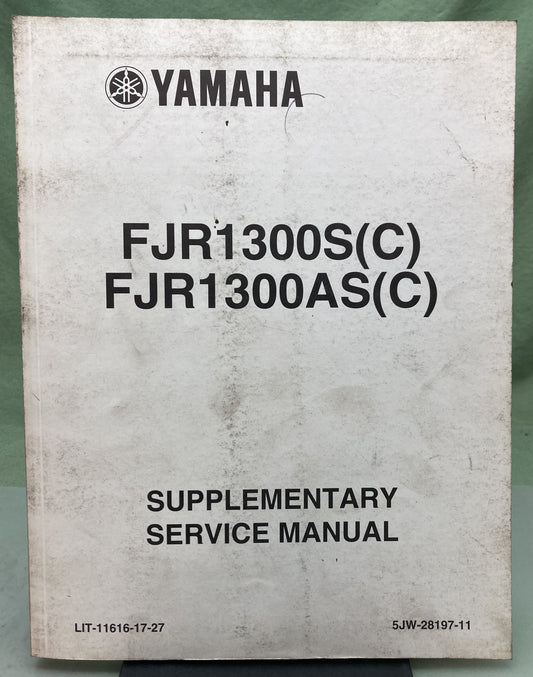 YAMAHA
FJR1300S(C)
FJR1300AS(C)
SUPPLEMENTARY
SERVICE MANUAL
LIT-11616-17-27 5JW-28197-11